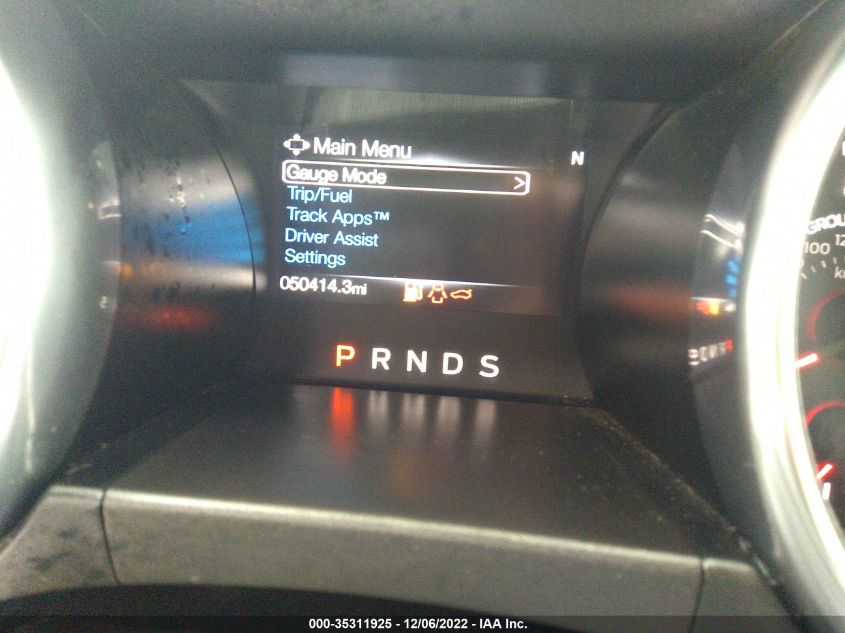 Main Menu
N
Gauge Mode >
Trip/Fuel
Track Apps™
Driver Assist
Settings
050414.3mi
P R N D S
100
000-35311925 - 12/06/2022 - IAA Inc.